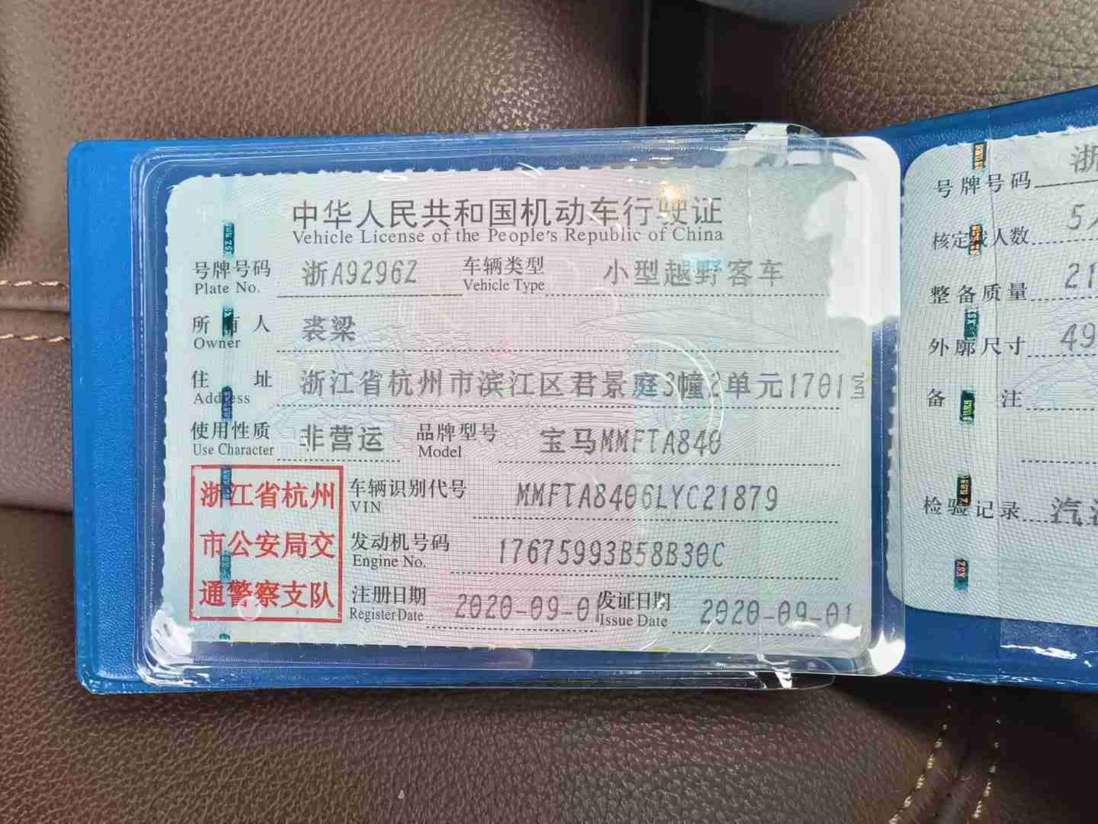 中华人民共和国机动车行驶证
Vehicle License of the People's Republic of China
号牌号码 浙A9296Z 车辆类型 小型越野客车
Plate No. Vehicle Type
所有人 裘梁
Owner
住址 浙江省杭州市滨江区君景庭3幢2单元1701室
Address
使用性质 非营运 品牌型号 宝马MMFTA840
Use Character Model
浙江省杭州
市公安局交
通警察支队
车辆识别代号 MMFTA8406LYC21879
VIN
发动机号码 17675993B58B30C
Engine No.
注册日期 2020-09-01 发证日期 2020-09-01
Register Date Issue Date
号牌号码 浙
核定载人数 5
整备质量 21
外廓尺寸 49
备注
检验记录 汽